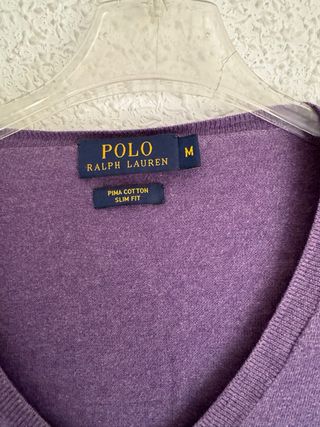 POLO
RALPH LAUREN
M
PIMA COTTON
SLIM FIT